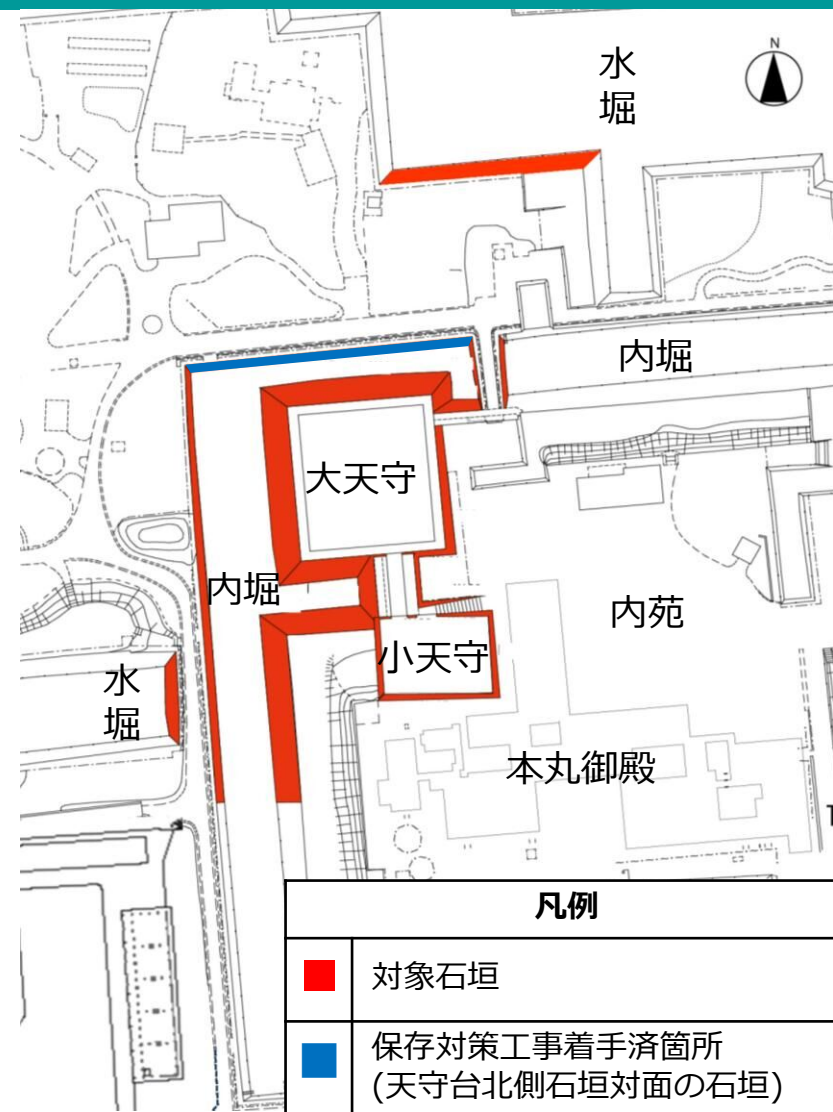 水
堀
N
内堀
大天守
内堀
内苑
小天守
水
堀
本丸御殿
凡例
対象石垣
保存対策工事着手済箇所
(天守台北側石垣対面の石垣)